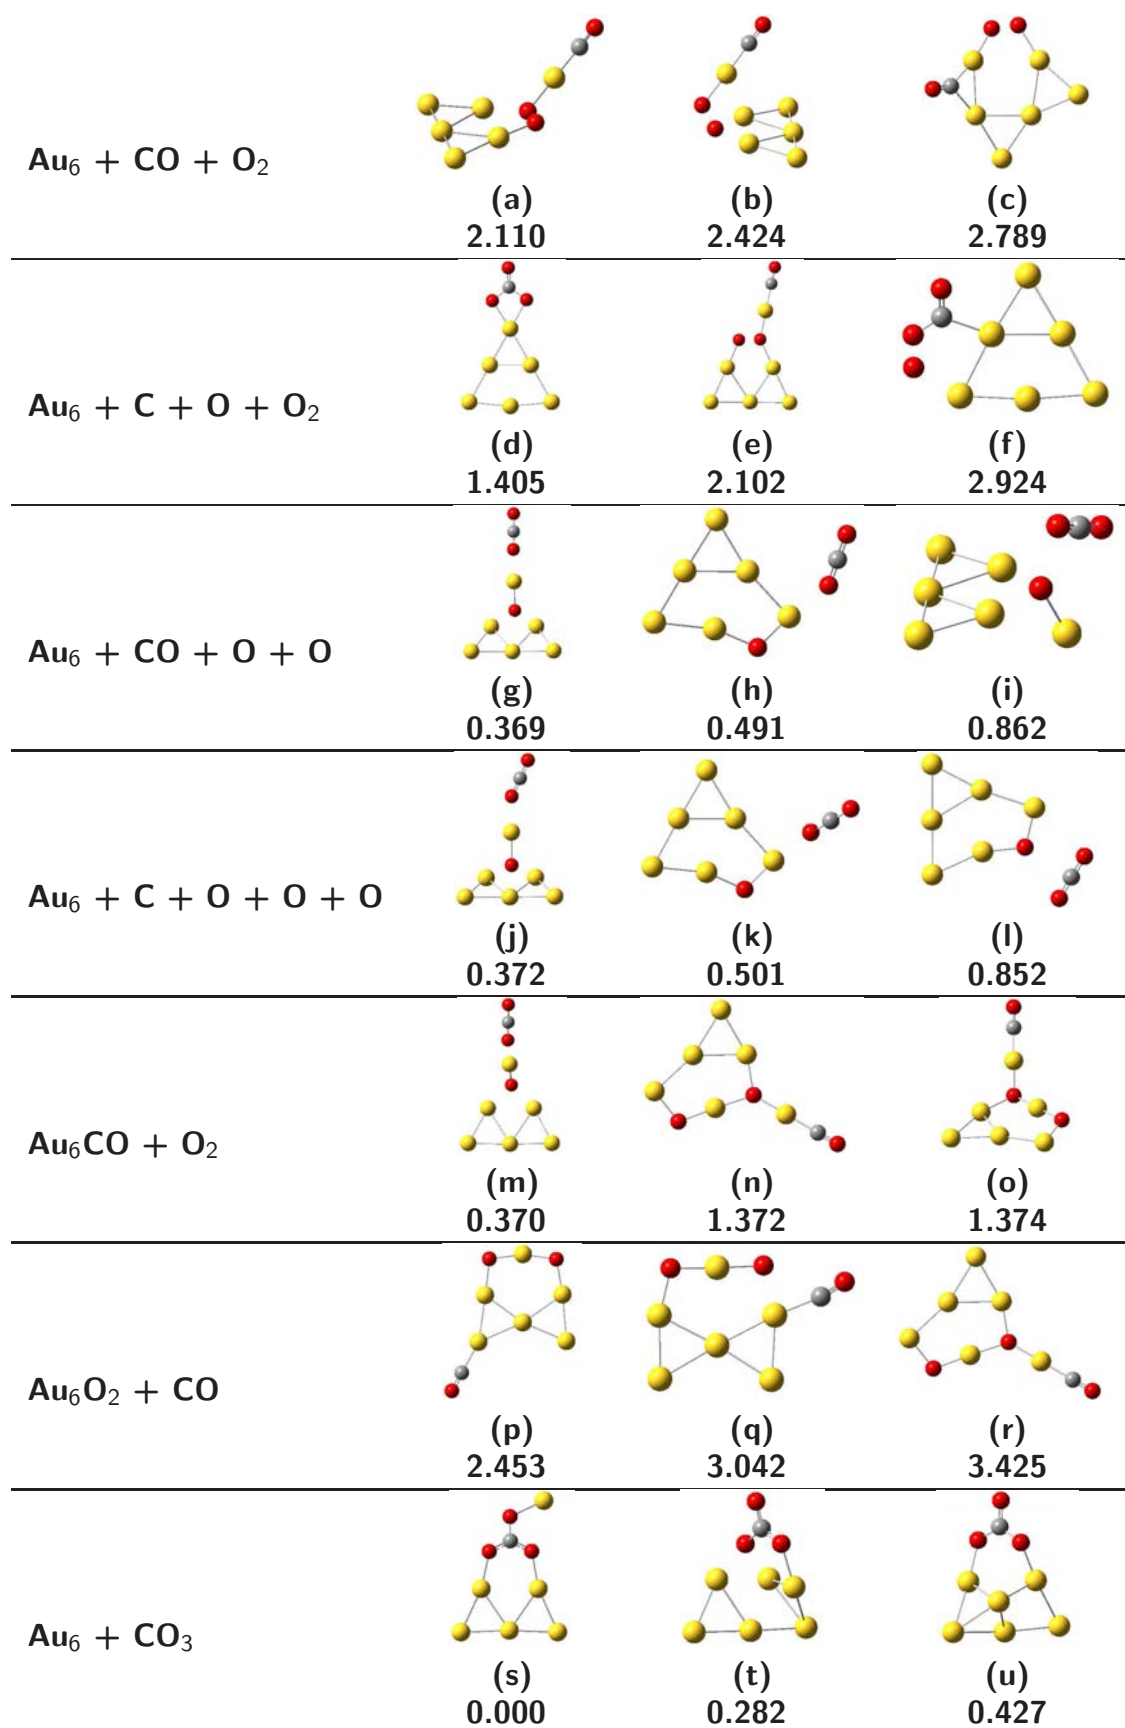 Au₆ + CO + O₂
(a) (b) (c)
2.110 2.424 2.789
Au₆ + C + O + O₂
(d) (e) (f)
1.405 2.102 2.924
Au₆ + CO + O + O
(g) (h) (i)
0.369 0.491 0.862
Au₆ + C + O + O + O
(j) (k) (l)
0.372 0.501 0.852
Au₆CO + O₂
(m) (n) (o)
0.370 1.372 1.374
Au₆O₂ + CO
(p) (q) (r)
2.453 3.042 3.425
Au₆ + CO₃
(s) (t) (u)
0.000 0.282 0.427